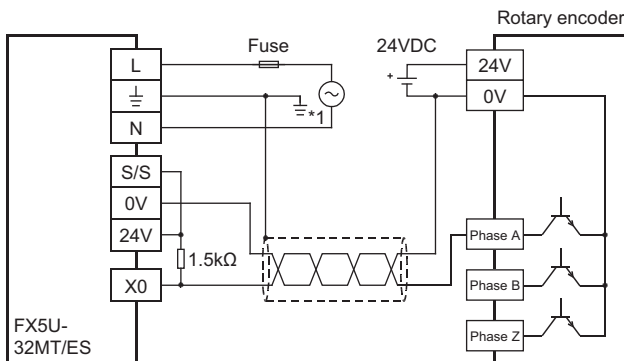 Rotary encoder
Fuse
24VDC
L
24V
+
0V
*1
N
S/S
0V
24V
1.5kΩ
X0
Phase A
Phase B
Phase Z
FX5U-
32MT/ES